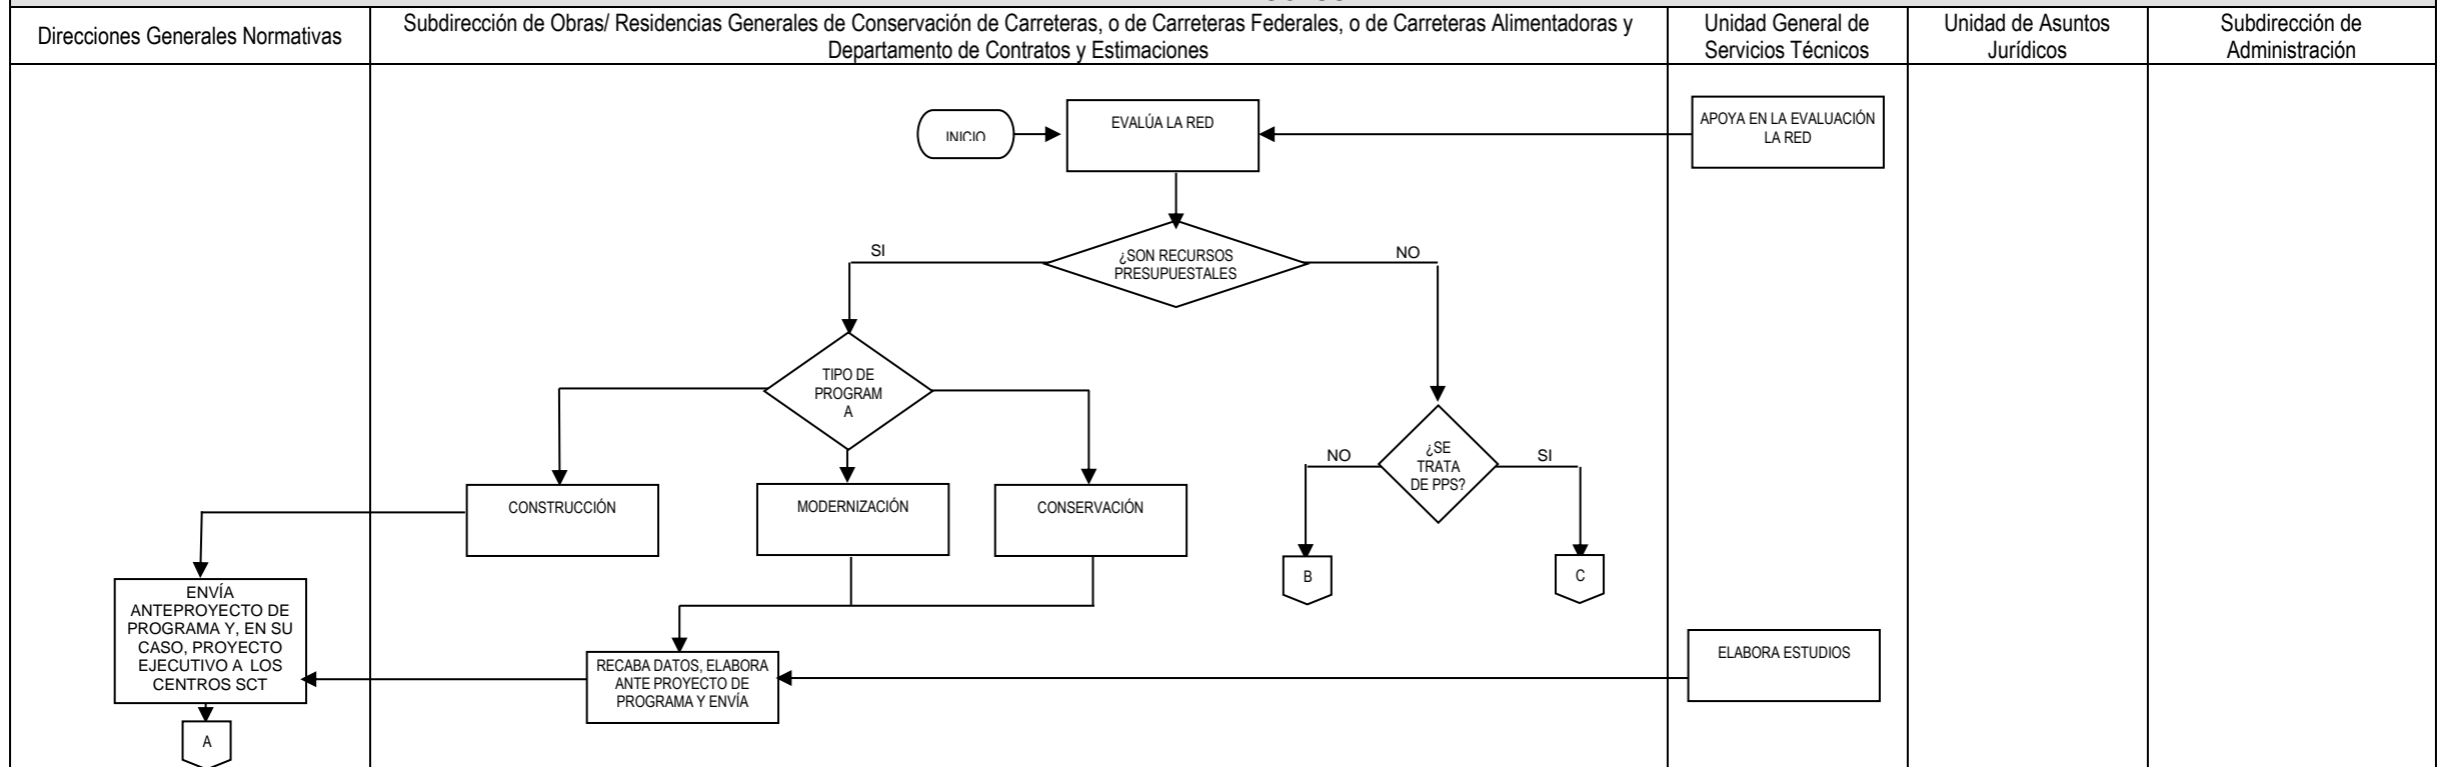 Direcciones Generales Normativas
Subdirección de Obras/ Residencias Generales de Conservación de Carreteras, o de Carreteras Federales, o de Carreteras Alimentadoras y
Departamento de Contratos y Estimaciones
Unidad General de
Servicios Técnicos
Unidad de Asuntos
Jurídicos
Subdirección de
Administración
INICIO
EVALÚA LA RED
APOYA EN LA EVALUACIÓN
LA RED
¿SON RECURSOS
PRESUPUESTALES
SI
NO
TIPO DE
PROGRAM
A
¿SE
TRATA
DE PPS?
NO
SI
CONSTRUCCIÓN
MODERNIZACIÓN
CONSERVACIÓN
B
C
ENVÍA
ANTEPROYECTO DE
PROGRAMA Y, EN SU
CASO, PROYECTO
EJECUTIVO A LOS
CENTROS SCT
RECABA DATOS, ELABORA
ANTE PROYECTO DE
PROGRAMA Y ENVÍA
ELABORA ESTUDIOS
A